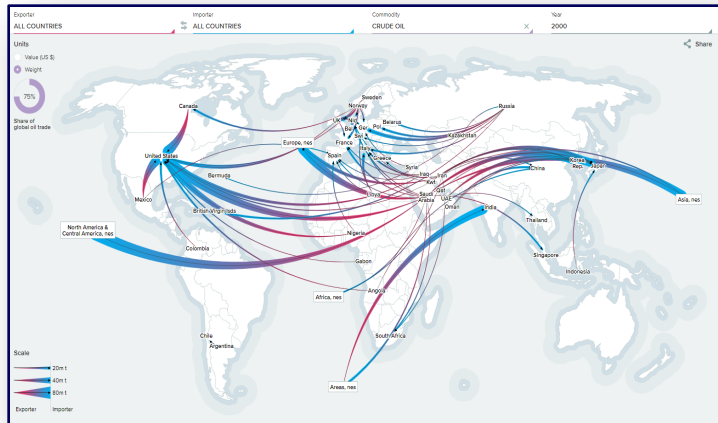 Exporter
ALL COUNTRIES
Importer
ALL COUNTRIES
Commodity
CRUDE OIL
Year
2000
Units
Value (US $)
Weight
75%
Share of
global oil trade
Share
Sweden
Norway
Russia
Canada
UK
Belarus
Ger
Pol
Kazakhstan
Europe, nes
France
Swi
United States
Italy
Korea
Rep.
Japan
Spain
Greece
China
Syria
Bermuda
Iraq
Iran
Kwt
Qat
Mexico
Libya
Saudi
Arabia
UAE
Asia, nes
British Virgin Islds
Oman
India
North America &
Central America, nes
Nigeria
Thailand
Colombia
Gabon
Singapore
Indonesia
Angola
Africa, nes
Chile
South Africa
Argentina
Scale
20m t
40m t
80m t
Areas, nes
Exporter
Importer